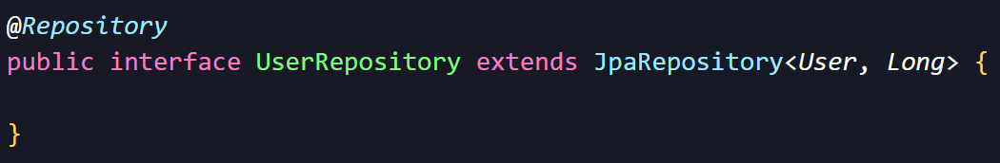 @Repository
public interface UserRepository extends JpaRepository<User, Long> {
}